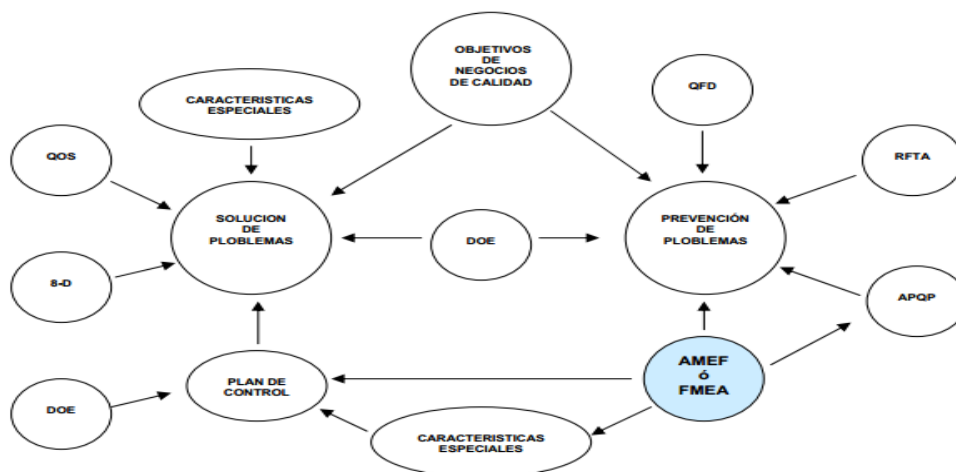 OBJETIVOS
DE
NEGOCIOS
DE CALIDAD
CARACTERISTICAS
ESPECIALES
QFD
QOS
RFTA
SOLUCION
DE
PLOBLEMAS
DOE
PREVENCIÓN
DE
PLOBLEMAS
8-D
APQP
PLAN DE
CONTROL
AMEF
ó
FMEA
DOE
CARACTERISTICAS
ESPECIALES